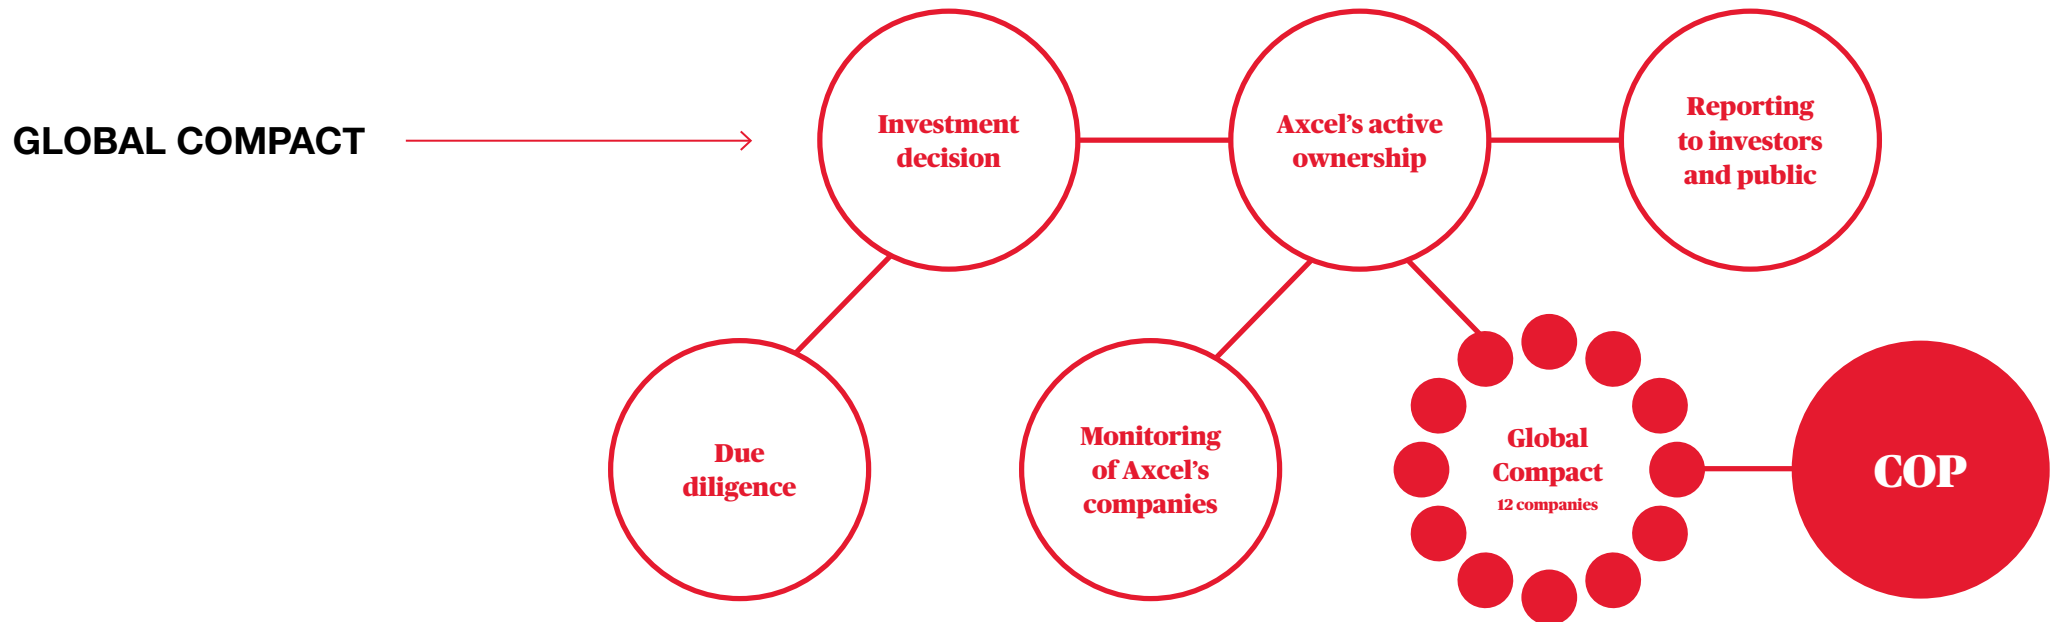 GLOBAL COMPACT
Investment
decision
Axcel’s active
ownership
Reporting
to investors
and public
Due
diligence
Monitoring
of Axcel’s
companies
Global
Compact
12 companies
COP